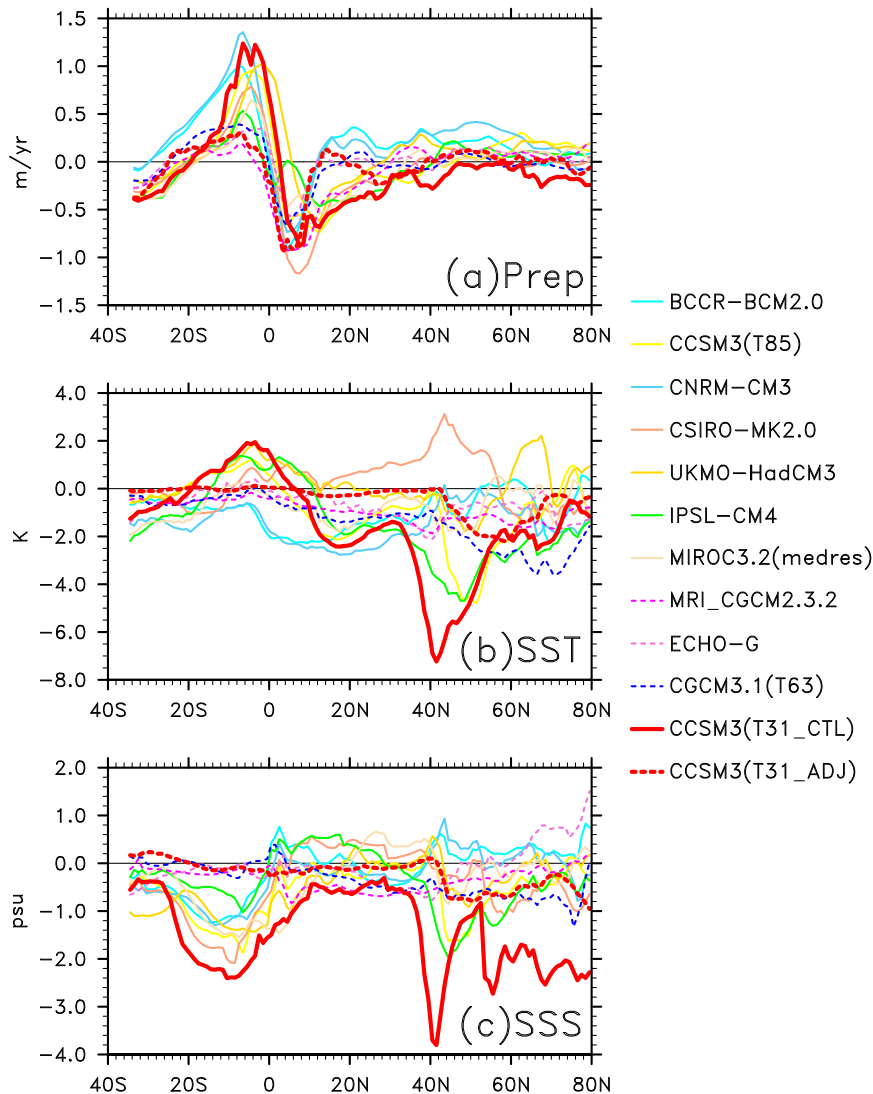 1.5
1.0
0.5
0.0
−0.5
−1.0
−1.5
m/yr
(a)Prep
40S 20S 0 20N 40N 60N 80N
4.0
2.0
0.0
−2.0
−4.0
−6.0
−8.0
K
(b)SST
40S 20S 0 20N 40N 60N 80N
2.0
1.0
0.0
−1.0
−2.0
−3.0
−4.0
psu
(c)SSS
40S 20S 0 20N 40N 60N 80N
BCCR−BCM2.0
CCSM3(T85)
CNRM−CM3
CSIRO−MK2.0
UKMO−HadCM3
IPSL−CM4
MIROC3.2(medres)
MRI_CGCM2.3.2
ECHO−G
CGCM3.1(T63)
CCSM3(T31_CTL)
CCSM3(T31_ADJ)